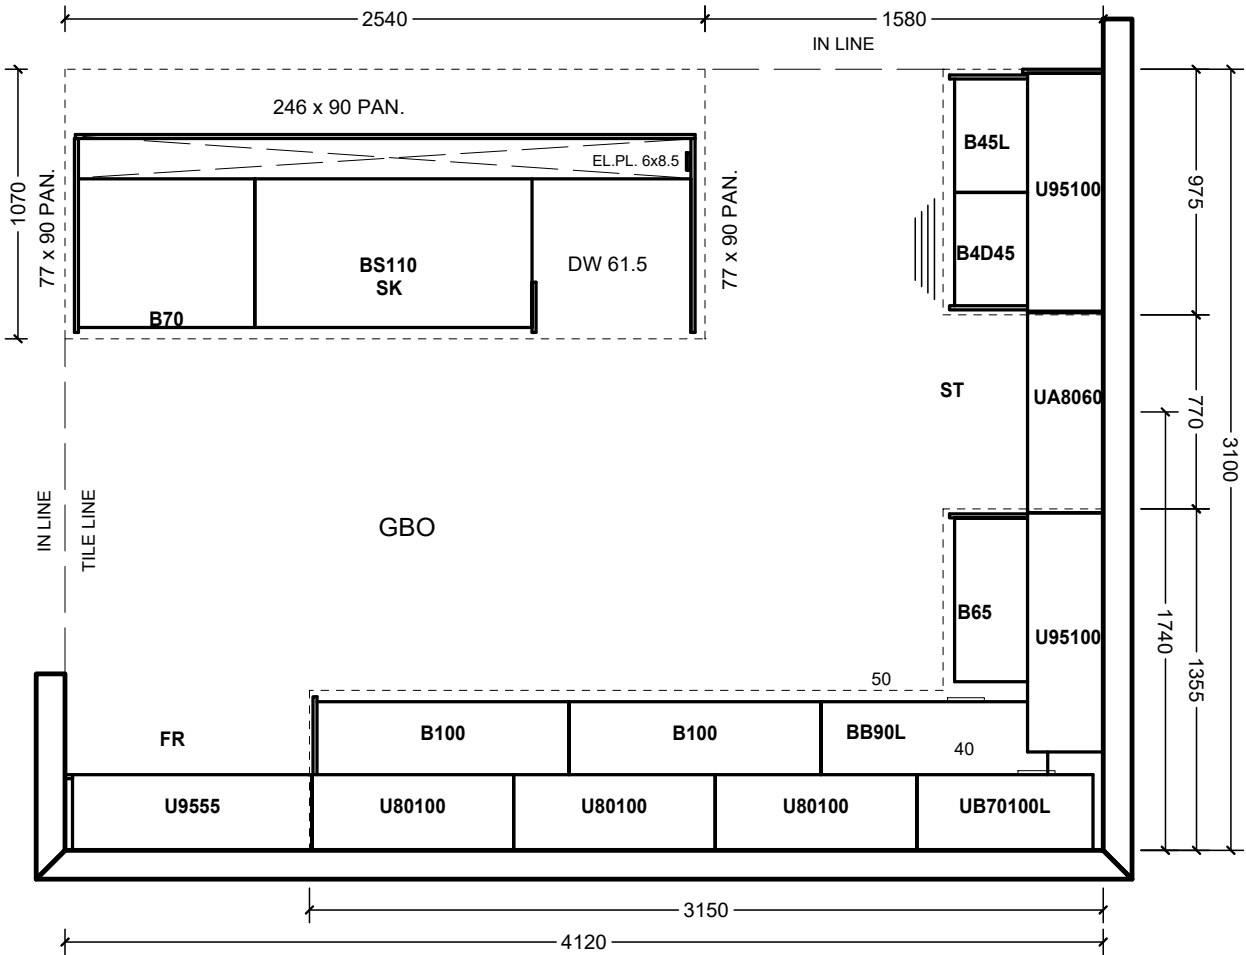 2540
1580
IN LINE
246 x 90 PAN.
EL.PL. 6x8.5
1070
77 x 90 PAN.
77 x 90 PAN.
B45L
U95100
975
BS110
SK
DW 61.5
B4D45
B70
ST
UA8060
770
3100
IN LINE
TILE LINE
GBO
B65
U95100
1740
1355
50
FR
B100
B100
BB90L
40
U9555
U80100
U80100
U80100
UB70100L
3150
4120